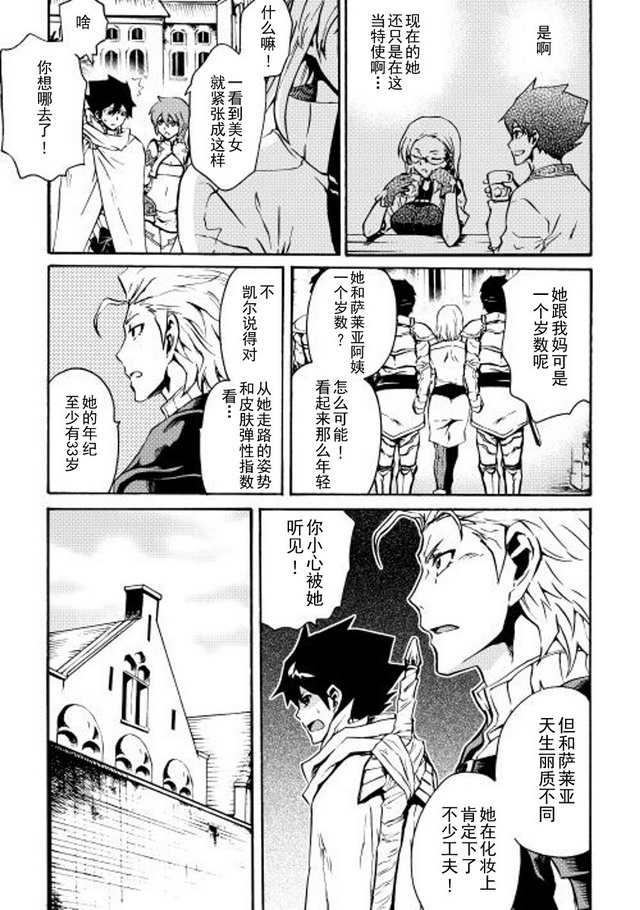 是啊
现在的她
还只是在这
当特使啊…
什么嘛！
一看到美女
就紧张成这样
啥
你想哪去了！
她跟我妈可是
一个岁数呢
她和萨莱亚阿姨
一个岁数？
怎么可能！
看起来那么年轻
不
凯尔说得对
从她走路的姿势
和皮肤弹性指数
看…
她的年纪
至少有33岁
你小心被她
听见！
但和萨莱亚
天生丽质不同
她在化妆上
肯定下了
不少工夫！